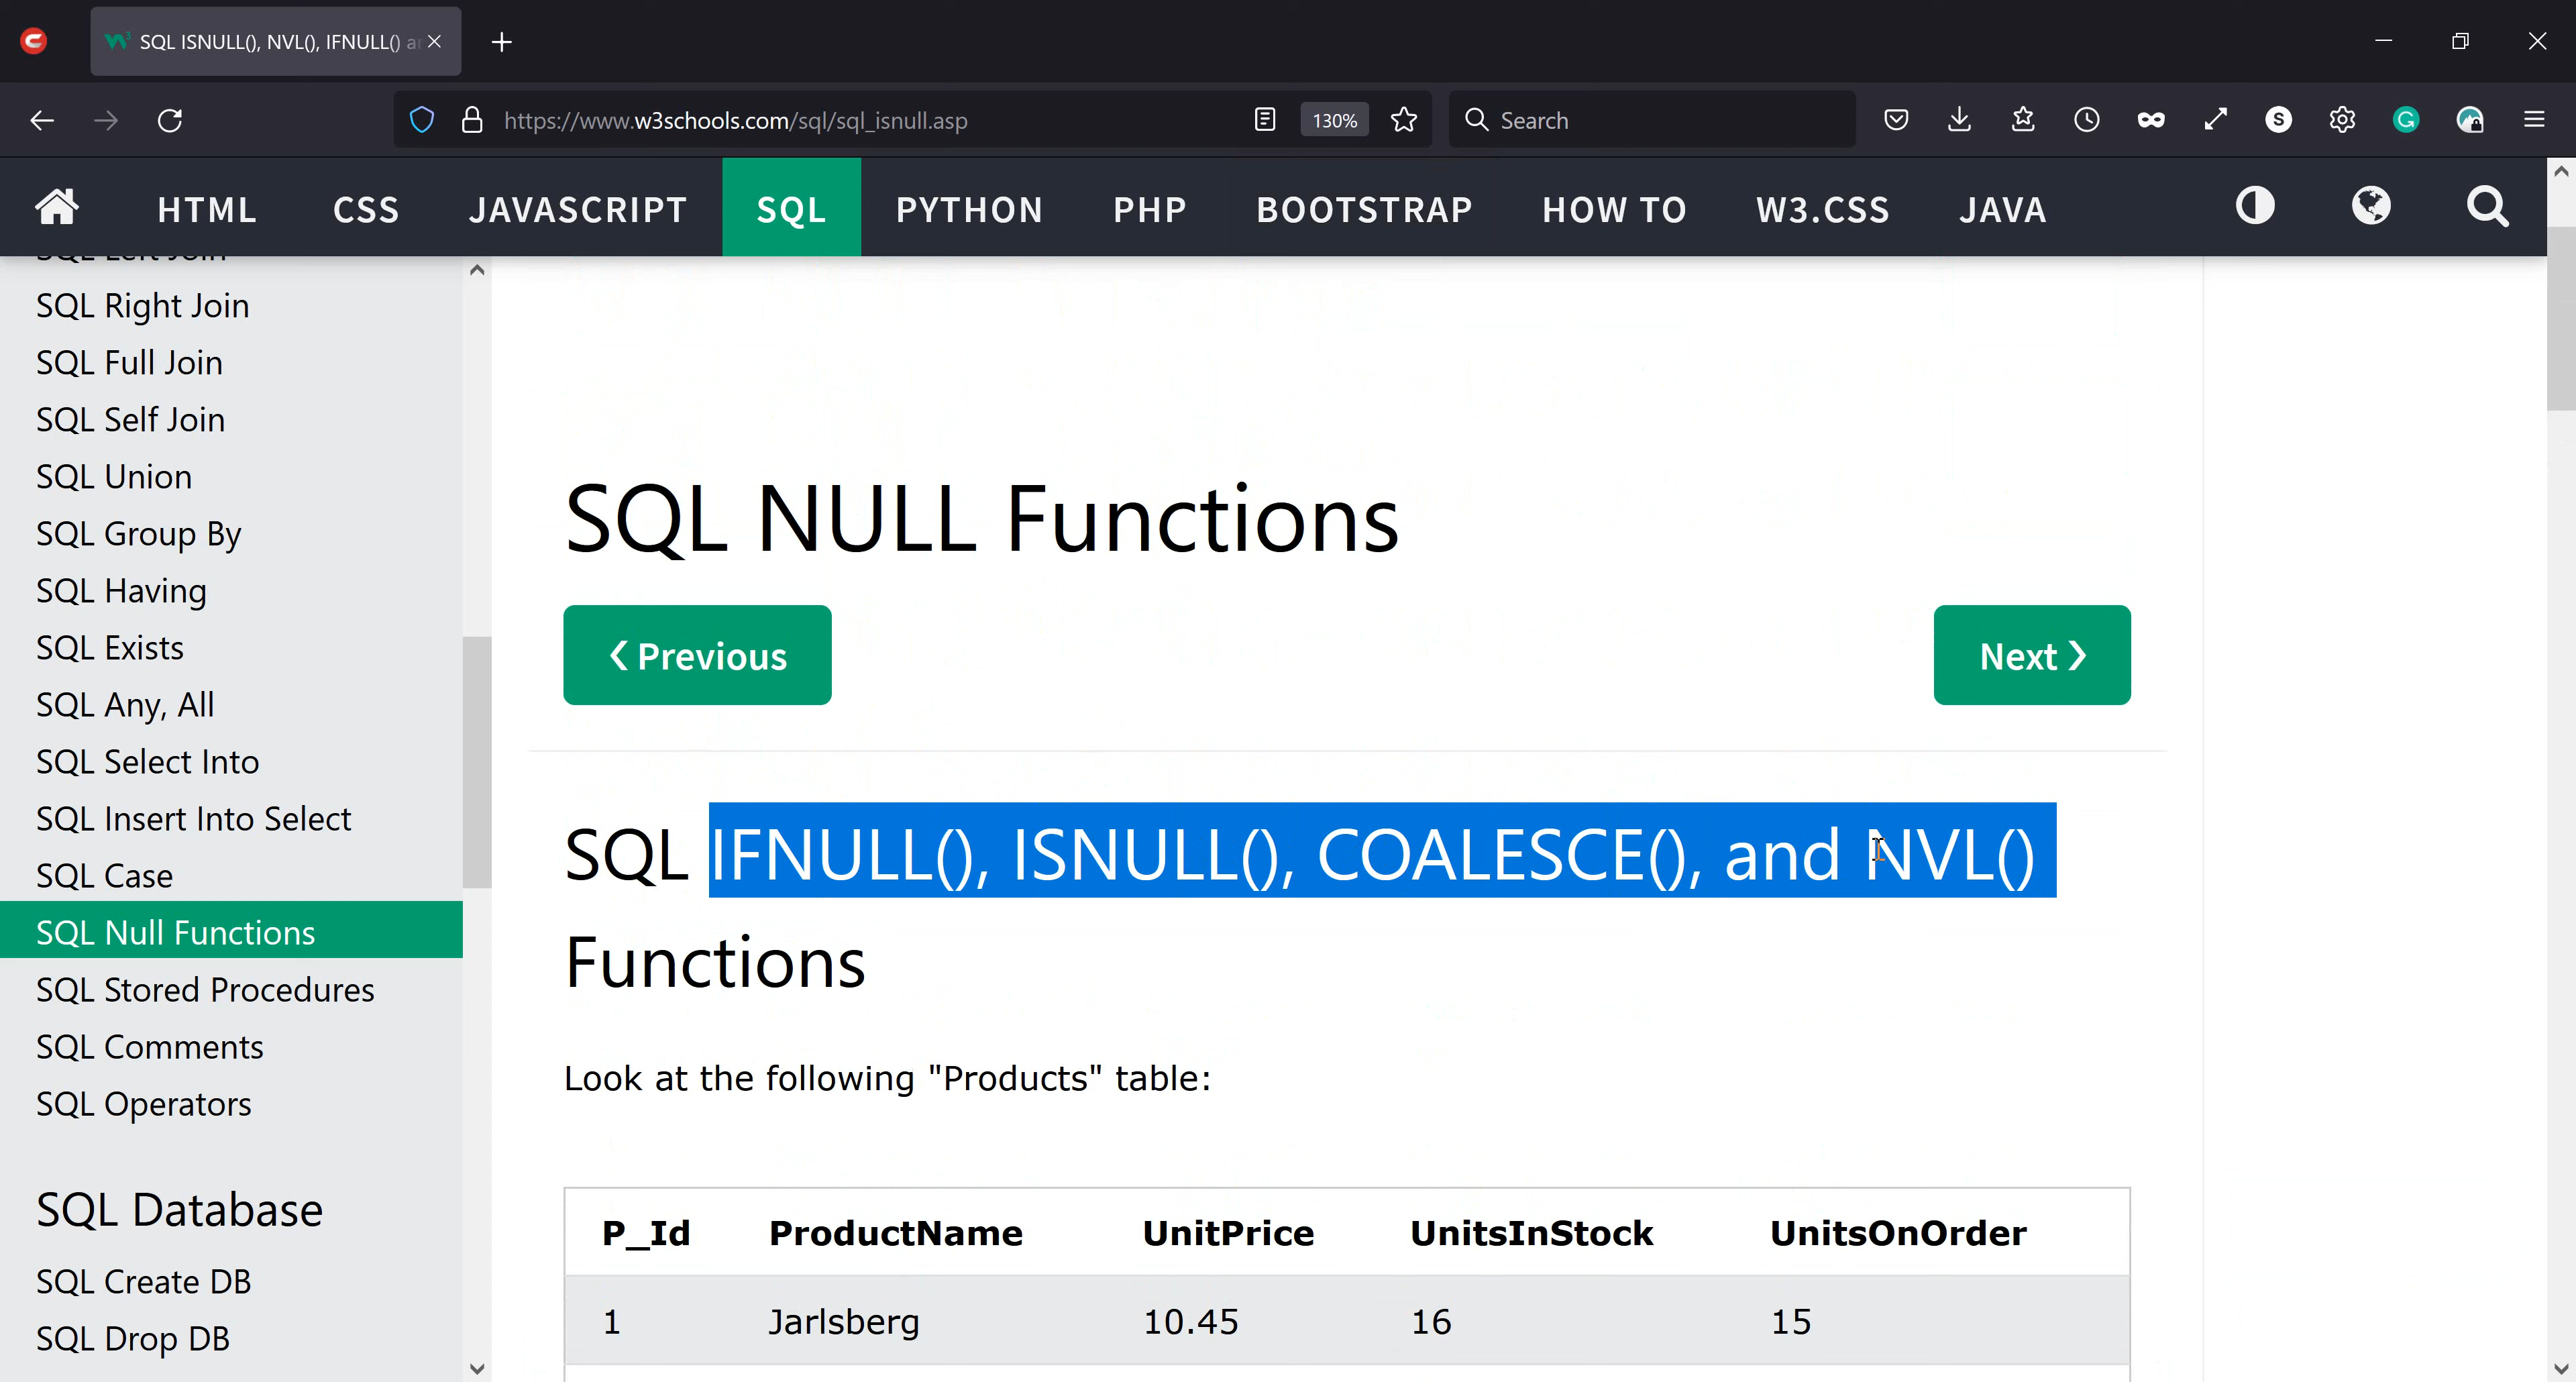 SQL ISNULL(), NVL(), IFNULL() a
https://www.w3schools.com/sql/sql_isnull.asp
130%
Search
HTML CSS JAVASCRIPT SQL PYTHON PHP BOOTSTRAP HOW TO W3.CSS JAVA
SQL Left Join
SQL Right Join
SQL Full Join
SQL Self Join
SQL Union
SQL Group By
SQL Having
SQL Exists
SQL Any, All
SQL Select Into
SQL Insert Into Select
SQL Case
SQL Null Functions
SQL Stored Procedures
SQL Comments
SQL Operators
SQL Database
SQL Create DB
SQL Drop DB
SQL NULL Functions
❮ Previous
Next ❯
SQL IFNULL(), ISNULL(), COALESCE(), and NVL()
Functions
Look at the following "Products" table:
P_Id ProductName UnitPrice UnitsInStock UnitsOnOrder
1 Jarlsberg 10.45 16 15